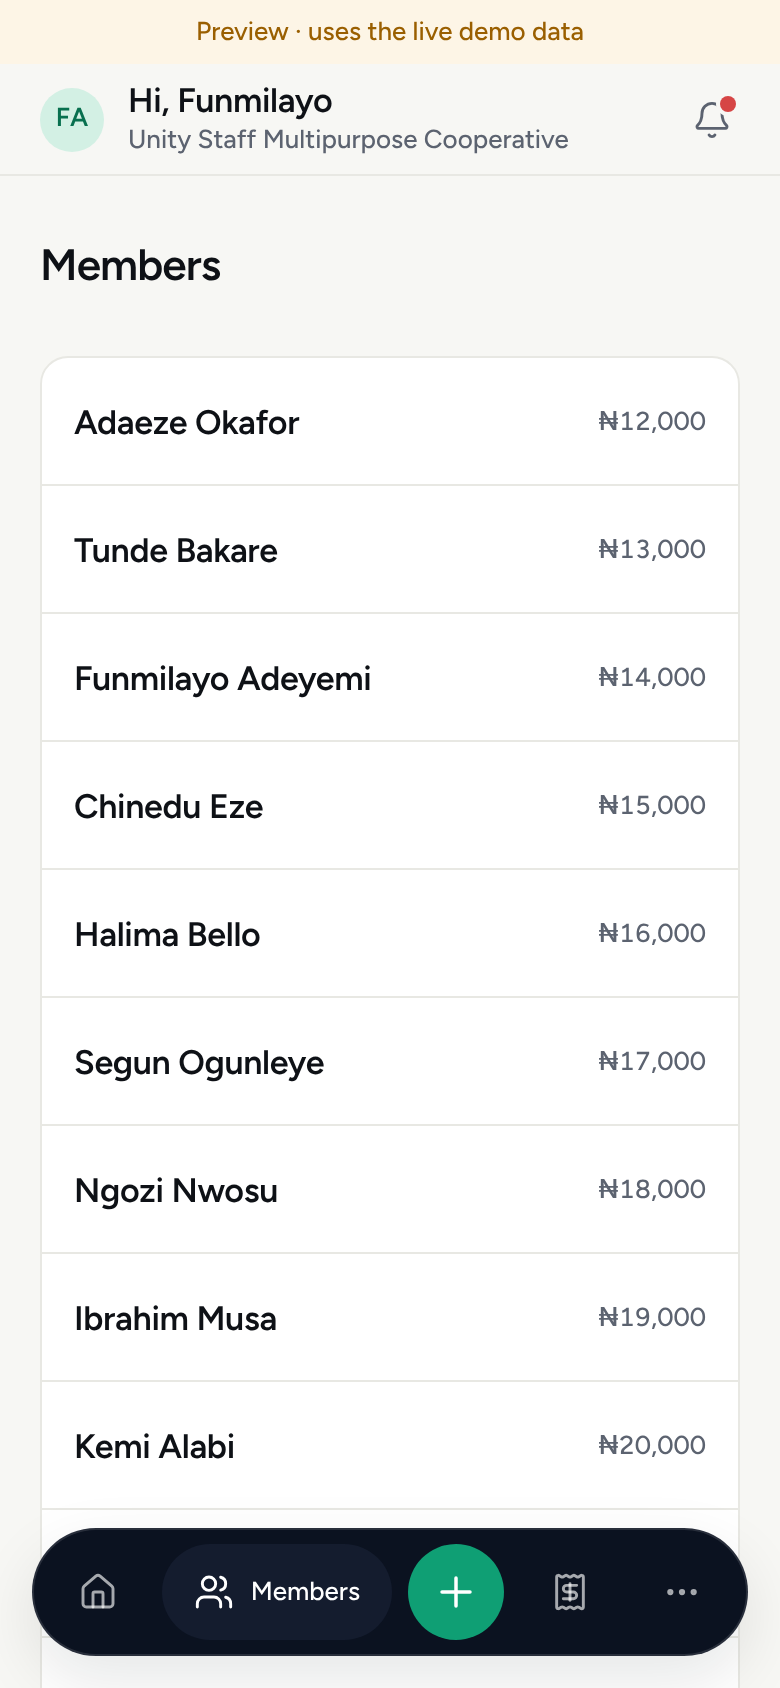 Preview · uses the live demo data
FA
Hi, Funmilayo
Unity Staff Multipurpose Cooperative
Members
Adaeze Okafor ₦12,000
Tunde Bakare ₦13,000
Funmilayo Adeyemi ₦14,000
Chinedu Eze ₦15,000
Halima Bello ₦16,000
Segun Ogunleye ₦17,000
Ngozi Nwosu ₦18,000
Ibrahim Musa ₦19,000
Kemi Alabi ₦20,000
Members